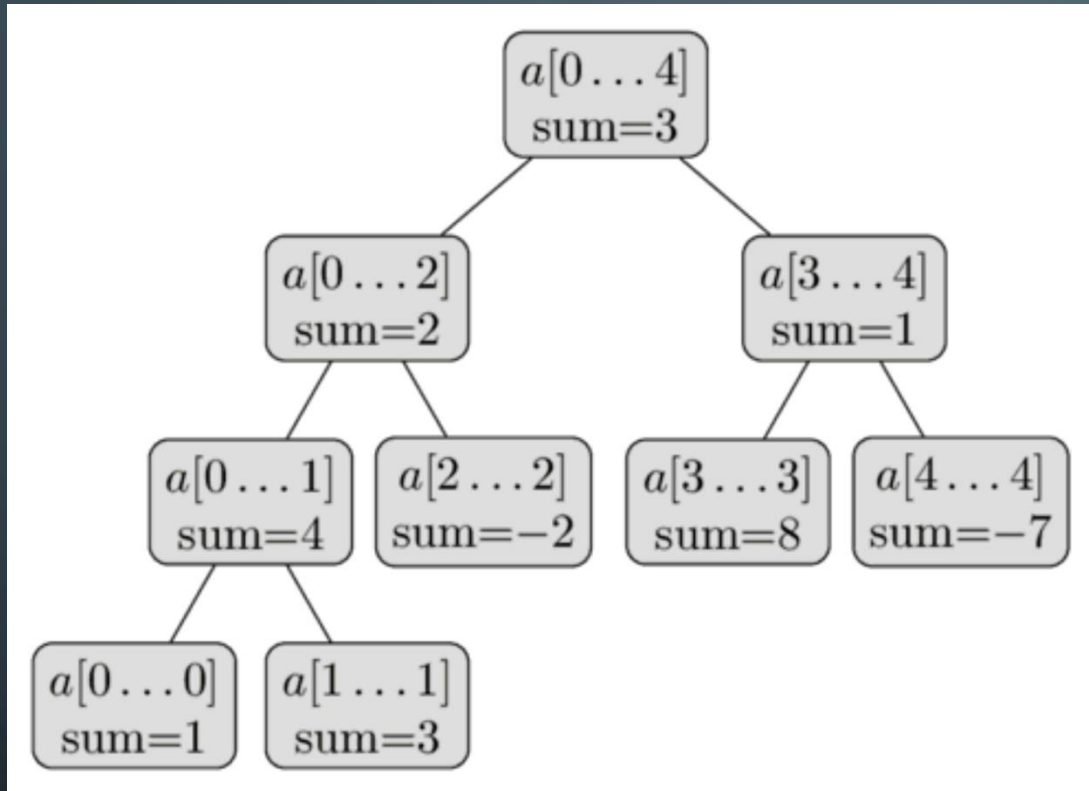 a[0 . . . 4]
sum=3
a[0 . . . 2]
sum=2
a[3 . . . 4]
sum=1
a[0 . . . 1]
sum=4
a[2 . . . 2]
sum=−2
a[3 . . . 3]
sum=8
a[4 . . . 4]
sum=−7
a[0 . . . 0]
sum=1
a[1 . . . 1]
sum=3